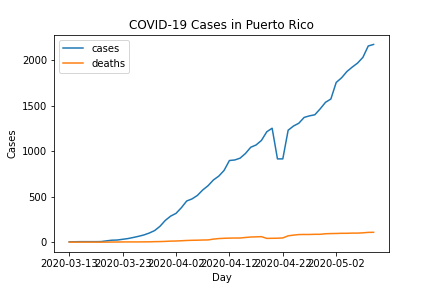 COVID-19 Cases in Puerto Rico
cases
deaths
2000
1500
1000
500
0
Cases
2020-03-13
2020-03-23
2020-04-02
2020-04-12
2020-04-22
2020-05-02
Day